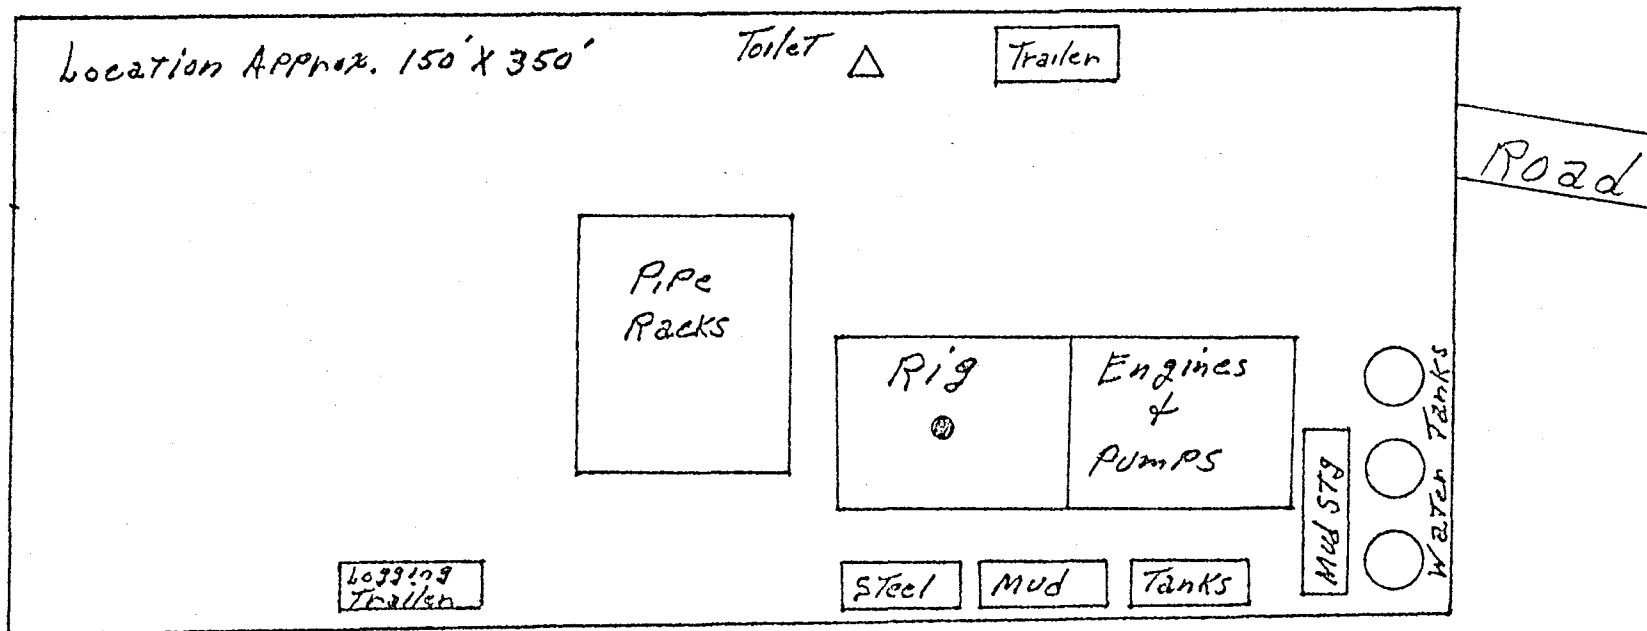 Location Approx. 150' X 350'
Toilet
Trailer
Road
Pipe
Racks
Rig
Engines
&
Pumps
Water Tanks
Mud STg
Logging
Trailer
Steel
Mud
Tanks